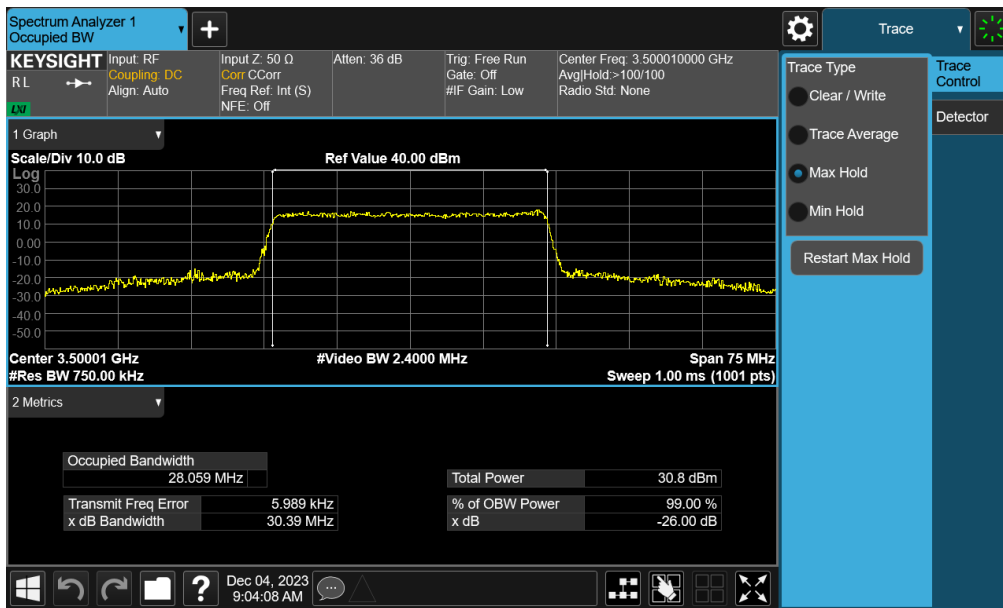 Spectrum Analyzer 1
Occupied BW
Trace
KEYSIGHT
R L
LXI
Input: RF
Coupling: DC
Align: Auto
Input Z: 50 Ω
Corr CCorr
Freq Ref: Int (S)
NFE: Off
Atten: 36 dB
Trig: Free Run
Gate: Off
#IF Gain: Low
Center Freq: 3.500010000 GHz
Avg|Hold:>100/100
Radio Std: None
Trace Type
Clear / Write
Trace Average
Max Hold
Min Hold
Restart Max Hold
Trace
Control
Detector
1 Graph
Scale/Div 10.0 dB
Ref Value 40.00 dBm
Log
30.0
20.0
10.0
0.00
-10.0
-20.0
-30.0
-40.0
-50.0
Center 3.50001 GHz
#Video BW 2.4000 MHz
Span 75 MHz
#Res BW 750.00 kHz
Sweep 1.00 ms (1001 pts)
2 Metrics
Occupied Bandwidth
28.059 MHz
Total Power 30.8 dBm
Transmit Freq Error 5.989 kHz
% of OBW Power 99.00 %
x dB Bandwidth 30.39 MHz
x dB -26.00 dB
?
Dec 04, 2023
9:04:08 AM